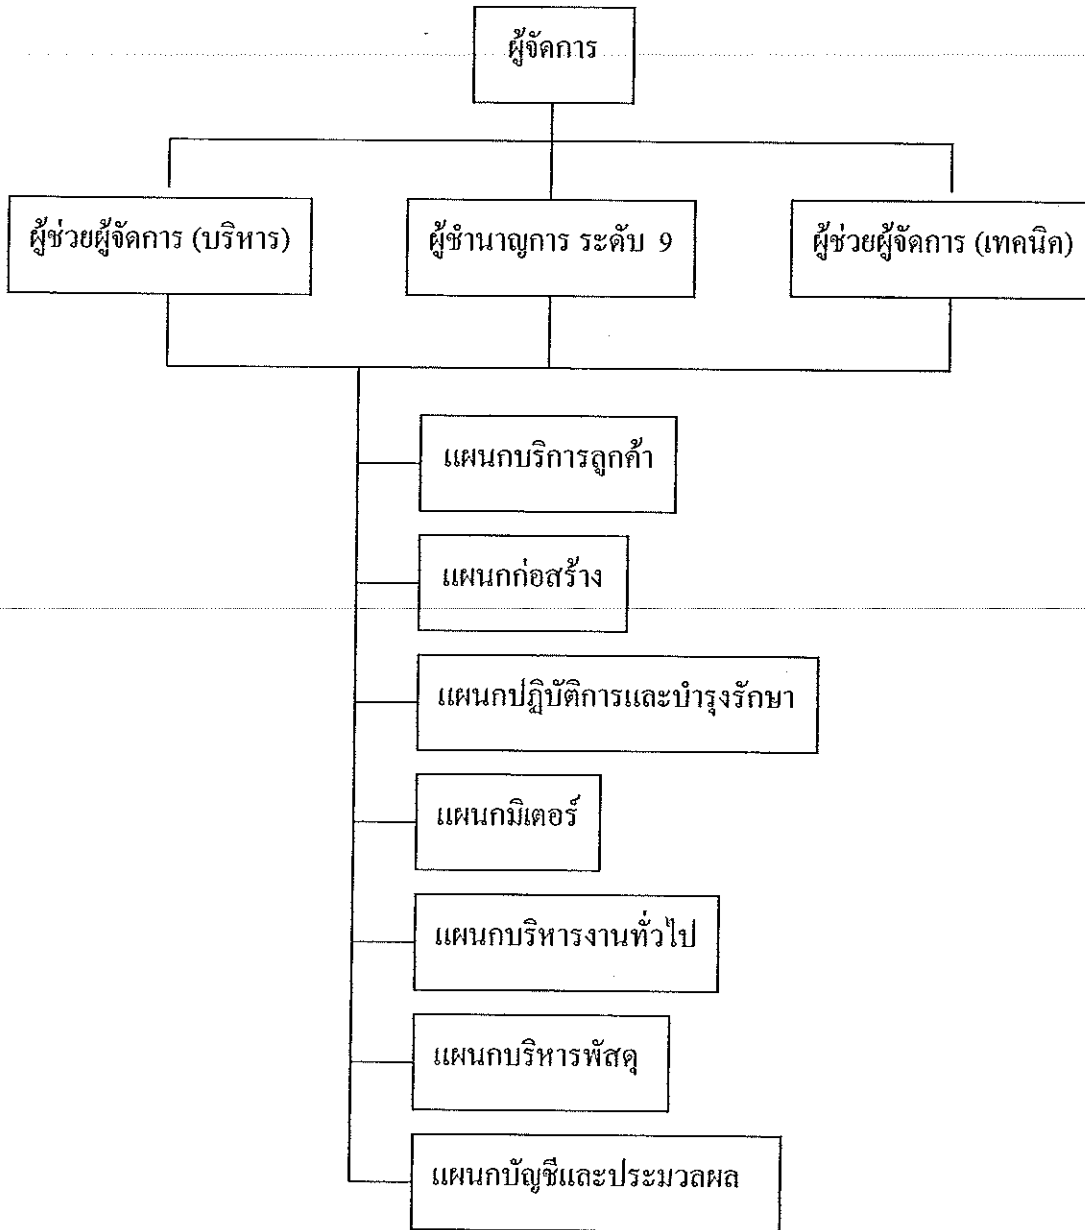 ผู้จัดการ
ผู้ช่วยผู้จัดการ (บริหาร)
ผู้ชำนาญการ ระดับ 9
ผู้ช่วยผู้จัดการ (เทคนิค)
แผนกบริการลูกค้า
แผนกก่อสร้าง
แผนกปฏิบัติการและบำรุงรักษา
แผนกมิเตอร์
แผนกบริหารงานทั่วไป
แผนกบริหารพัสดุ
แผนกบัญชีและประมวลผล